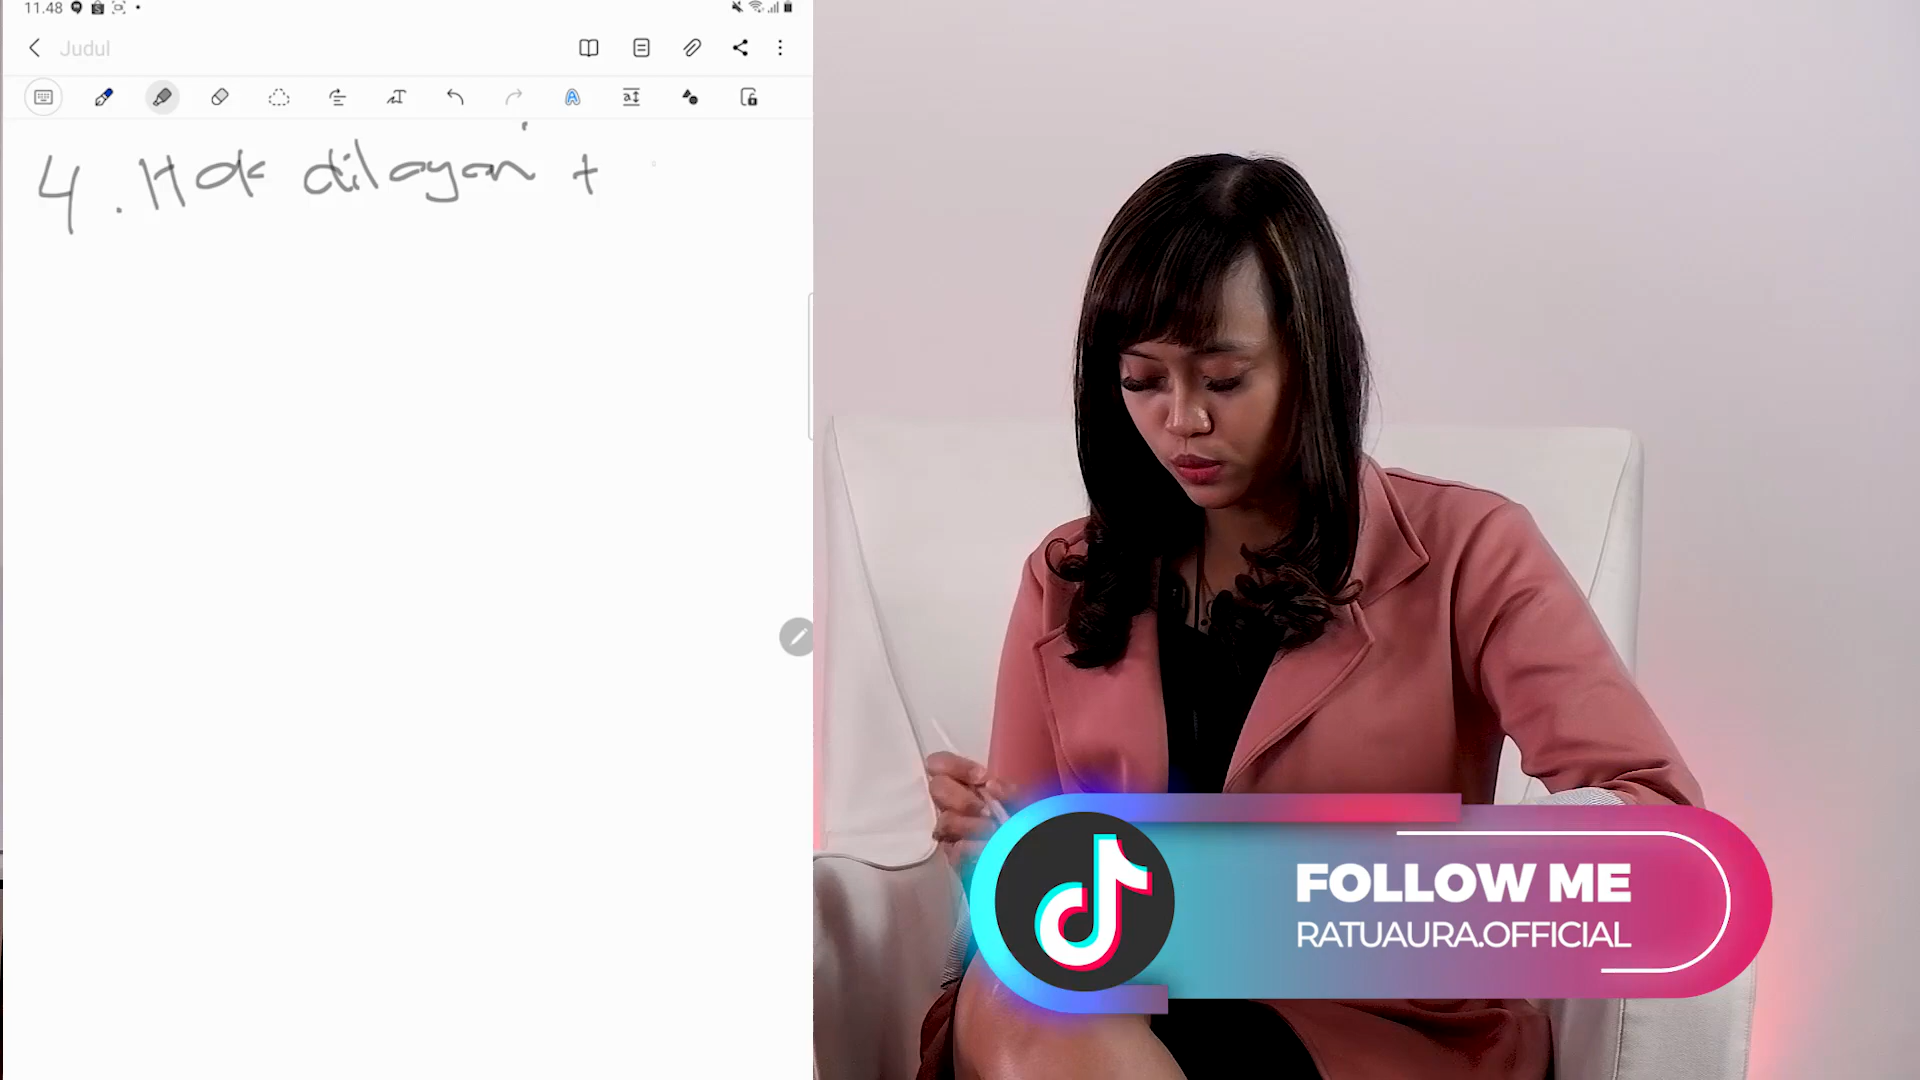 11.48
Judul
4. Hak dilayani +
FOLLOW ME
RATUAURA.OFFICIAL